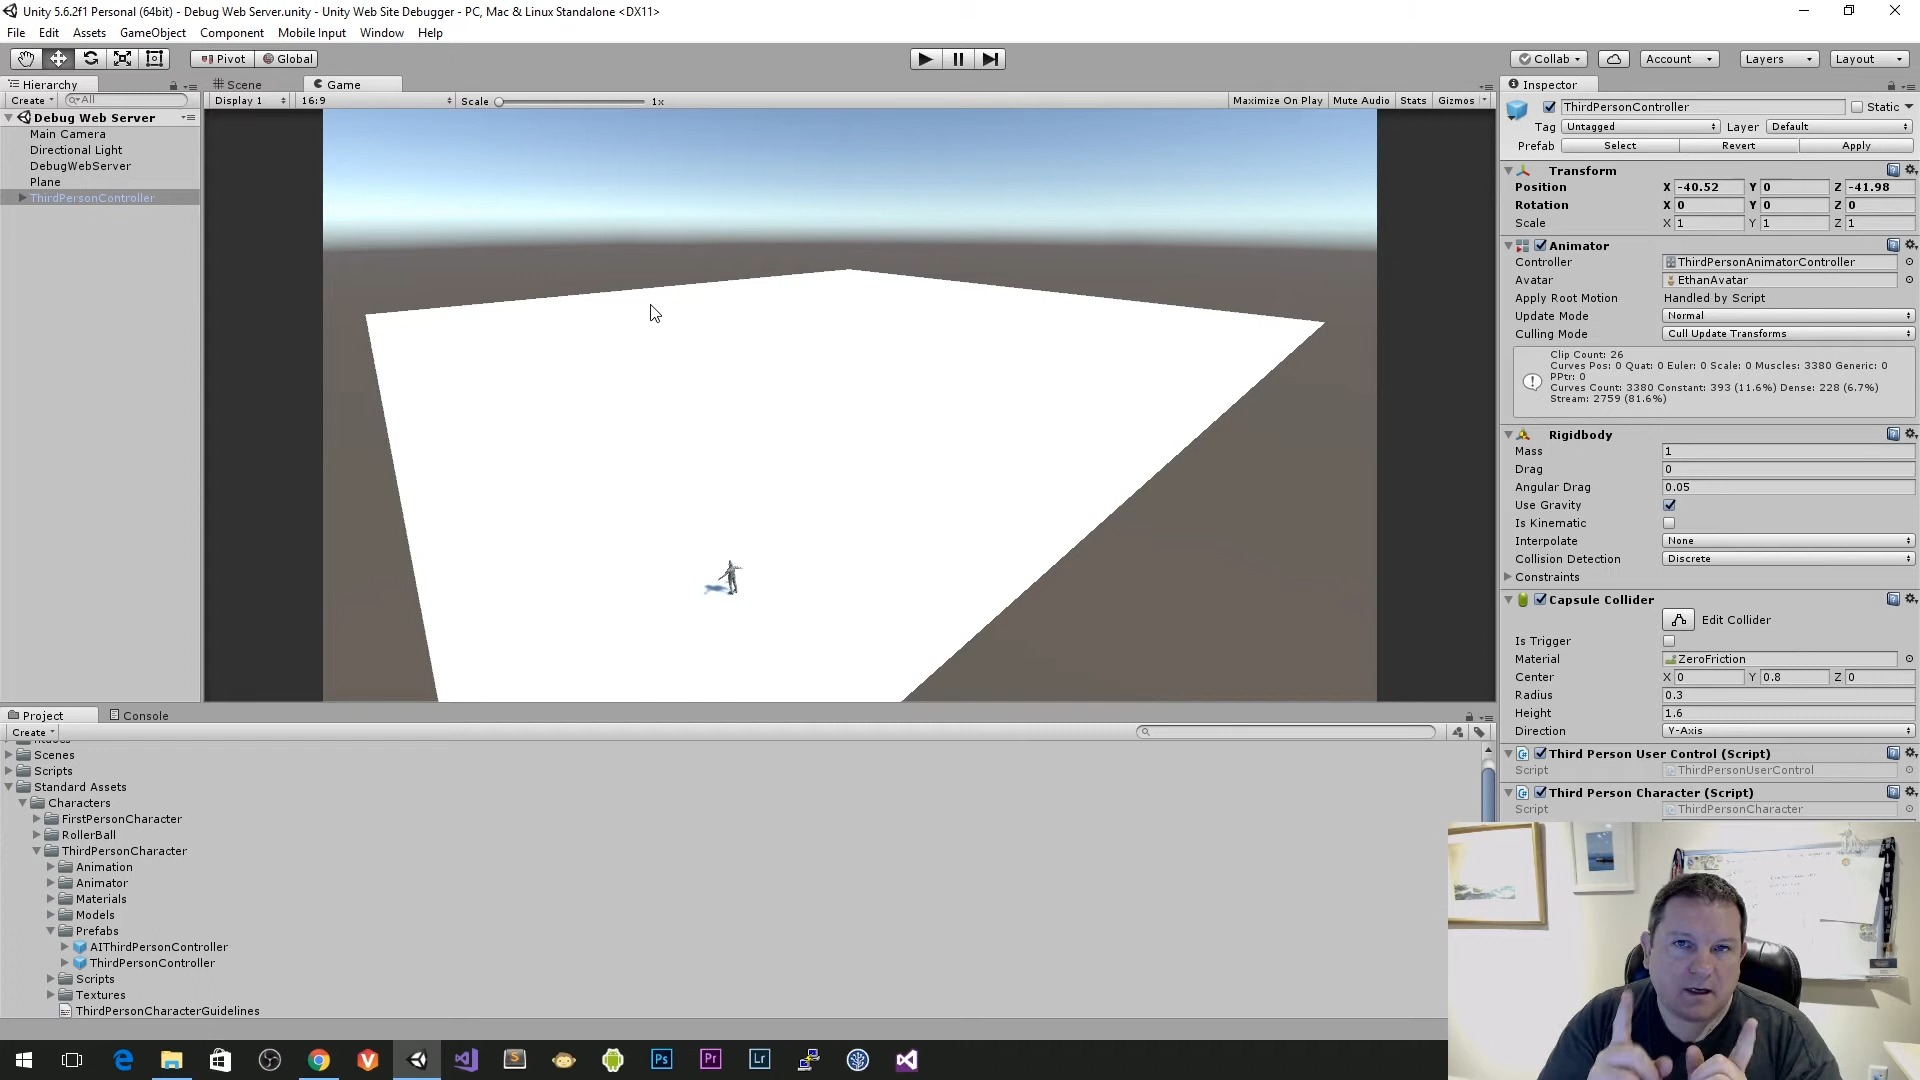 Unity 5.6.2f1 Personal (64bit) - Debug Web Server.unity - Unity Web Site Debugger - PC, Mac & Linux Standalone <DX11>
File Edit Assets GameObject Component Mobile Input Window Help
Pivot Global Collab Account Layers Layout
Hierarchy
Create All
Debug Web Server
Main Camera
Directional Light
DebugWebServer
Plane
ThirdPersonController
Scene Game
Display 1 16:9 Scale 1x Maximize On Play Mute Audio Stats Gizmos
Inspector
ThirdPersonController Static
Tag Untagged Layer Default
Prefab Select Revert Apply
Transform
Position X -40.52 Y 0 Z -41.98
Rotation X 0 Y 0 Z 0
Scale X 1 Y 1 Z 1
Animator
Controller ThirdPersonAnimatorController
Avatar EthanAvatar
Apply Root Motion Handled by Script
Update Mode Normal
Culling Mode Cull Update Transforms
Clip Count: 26
Curves Pos: 0 Quat: 0 Euler: 0 Scale: 0 Muscles: 3380 Generic: 0
PPtr: 0
Curves Count: 3380 Constant: 393 (11.6%) Dense: 228 (6.7%)
Stream: 2759 (81.6%)
Rigidbody
Mass 1
Drag 0
Angular Drag 0.05
Use Gravity
Is Kinematic
Interpolate None
Collision Detection Discrete
Constraints
Capsule Collider
Edit Collider
Is Trigger
Material ZeroFriction
Center X 0 Y 0.8 Z 0
Radius 0.3
Height 1.6
Direction Y-Axis
Third Person User Control (Script)
Script ThirdPersonUserControl
Third Person Character (Script)
Script ThirdPersonCharacter
Project Console
Create
Scenes
Scripts
Standard Assets
Characters
FirstPersonCharacter
RollerBall
ThirdPersonCharacter
Animation
Animator
Materials
Models
Prefabs
AIThirdPersonController
ThirdPersonController
Scripts
Textures
ThirdPersonCharacterGuidelines
Ps Pr Lr